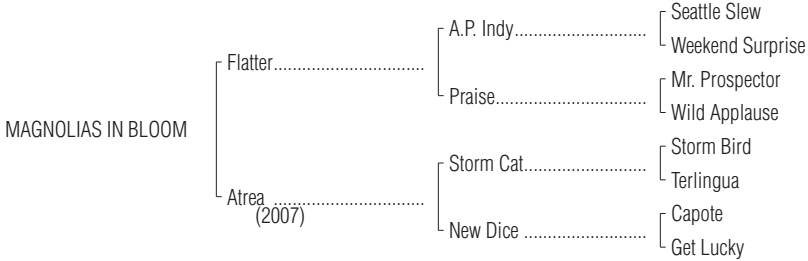 Seattle Slew
A.P. Indy..............................
Weekend Surprise
Flatter..................................
Mr. Prospector
Praise..................................
Wild Applause
MAGNOLIAS IN BLOOM
Storm Bird
Storm Cat...........................
Terlingua
Atrea ..................................
(2007)
Capote
New Dice ...........................
Get Lucky